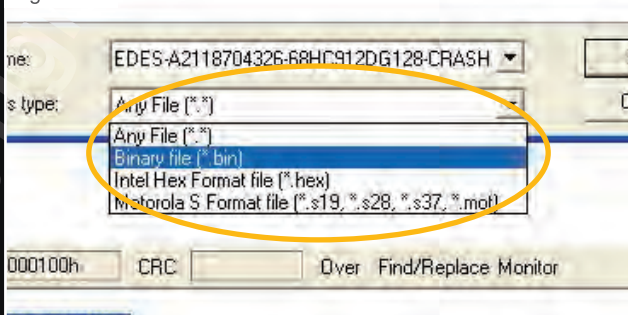 me: EDES-A2118704326-68HC912DG128-CRASH
s type: Any File (*.*)
Any File (*.*)
Binary file (*.bin)
Intel Hex Format file (*.hex)
Motorola S Format file (*.s19, *.s28, *.s37, *.mot)
000100h CRC Over Find/Replace Monitor